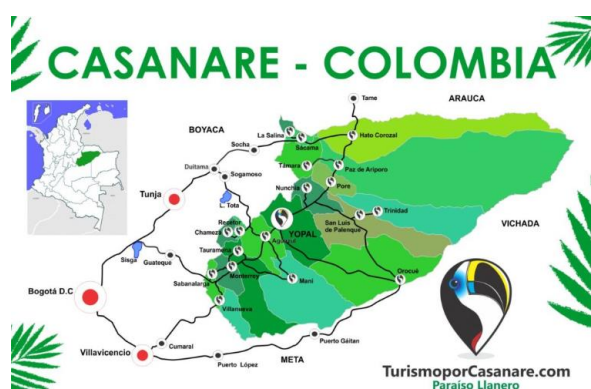 CASANARE - COLOMBIA
Tame
ARAUCA
BOYACA
La Salina
Hato Corozal
Socha
Sácama
Duitama
Támara
Paz de Ariporo
Sogamoso
Nunchía
Pore
Tunja
L. Tota
Trinidad
San Luis
de Palenque
Recetor
Chameza
YOPAL
VICHADA
Aguazul
Tauramena
Sisga
Guateque
Monterrey
Orocué
Sabanalarga
Maní
Bogotá D.C
Villanueva
Cumaral
Puerto Gáitan
Villavicencio
META
Puerto López
TurismoporCasanare.com
Paraíso Llanero